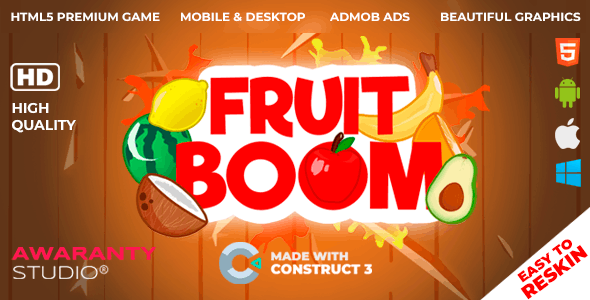 HTML5 PREMIUM GAME
MOBILE & DESKTOP
ADMOB ADS
BEAUTIFUL GRAPHICS
HD
HIGH
QUALITY
FRUIT
BOOM
5
AWARANTY
STUDIO®
MADE WITH
CONSTRUCT 3
EASY TO
RESKIN